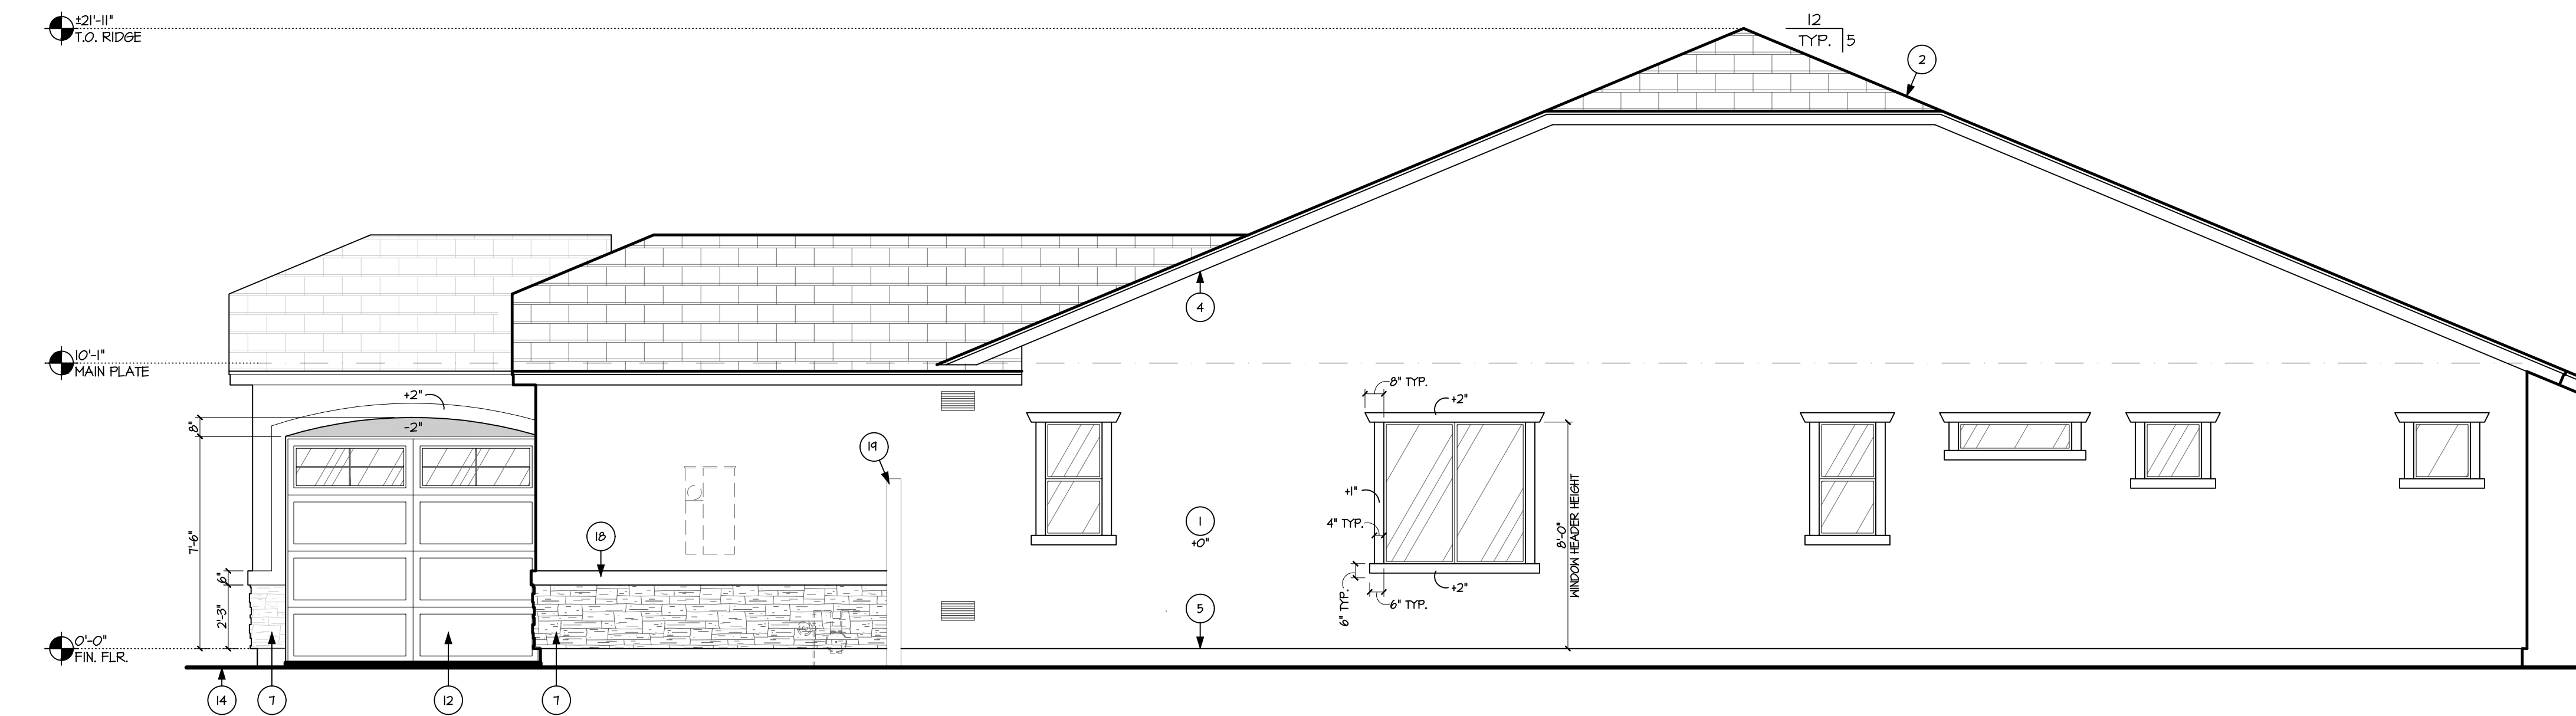 ±21'-11"
T.O. RIDGE
12
TYP.
5
2
4
10'-1"
MAIN PLATE
+2"
-2"
8"
8" TYP.
+2"
19
+1"
4" TYP.
1
+0"
18
7'-6"
6"
2'-3"
8'-0"
WINDOW HEADER HEIGHT
+2"
6" TYP.
6" TYP.
5
0'-0"
FIN. FLR.
14
7
12
7